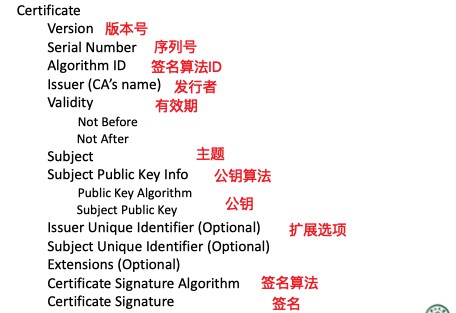 Certificate
Version 版本号
Serial Number 序列号
Algorithm ID 签名算法ID
Issuer (CA’s name) 发行者
Validity 有效期
Not Before
Not After
Subject 主题
Subject Public Key Info 公钥算法
Public Key Algorithm
Subject Public Key 公钥
Issuer Unique Identifier (Optional) 扩展选项
Subject Unique Identifier (Optional)
Extensions (Optional)
Certificate Signature Algorithm 签名算法
Certificate Signature 签名